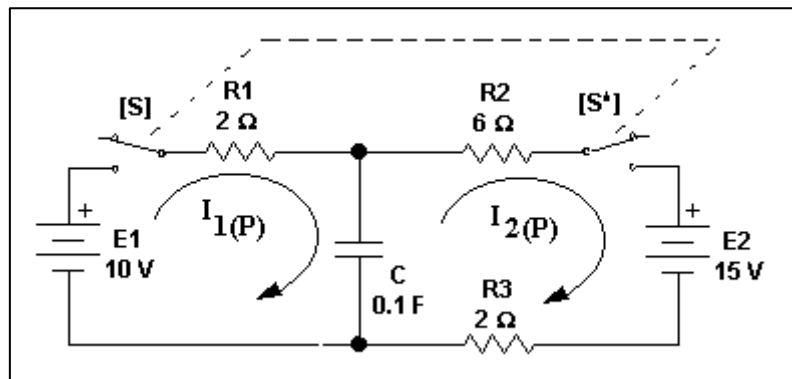 [S]
R1
2 Ω
R2
6 Ω
[S*]
+
E1
10 V
I1(P)
C
0.1 F
I2(P)
R3
2 Ω
+
E2
15 V